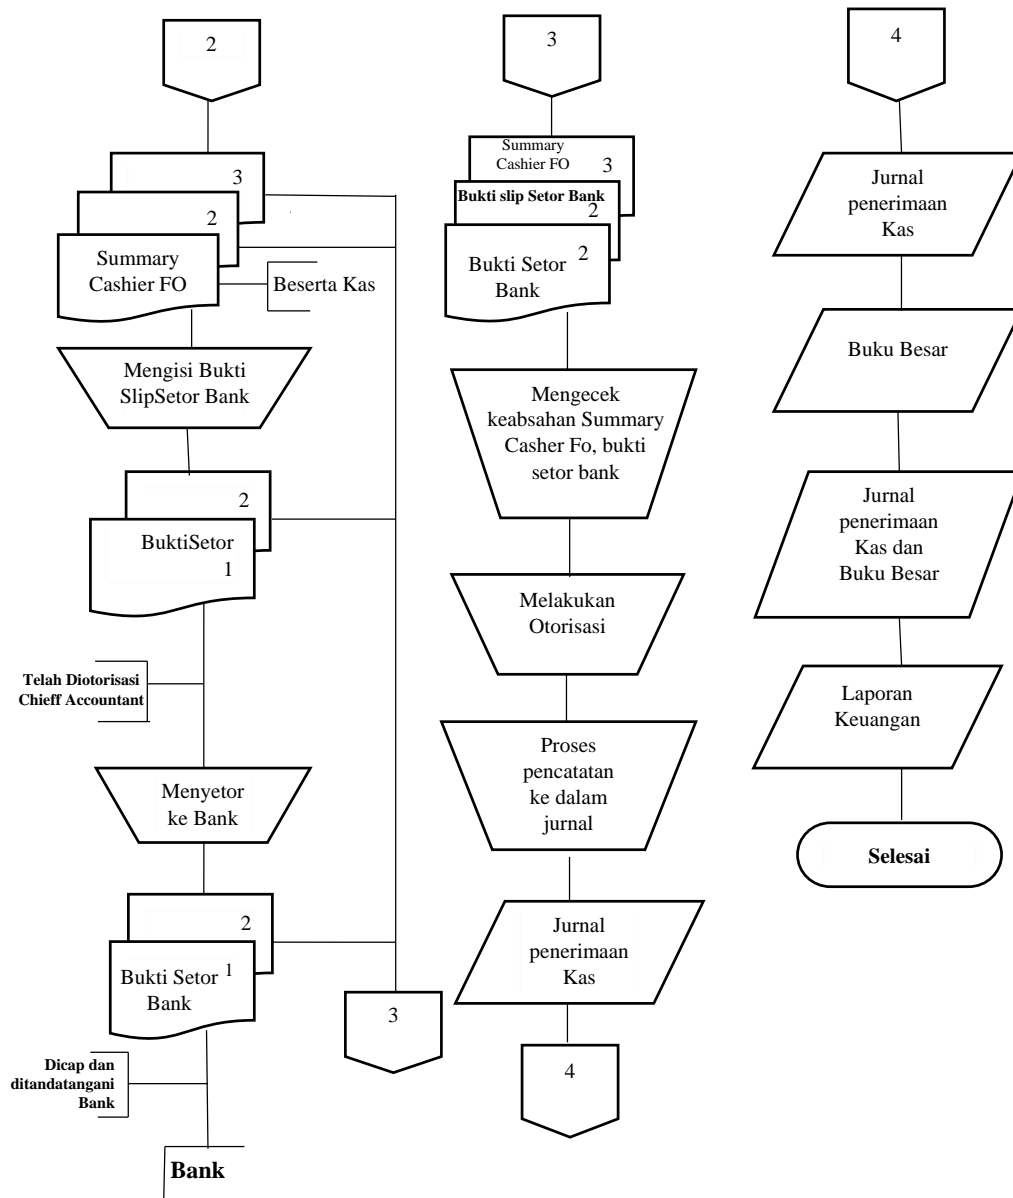 2
3
2
Summary
Cashier FO
Beserta Kas
Mengisi Bukti
SlipSetor Bank
2
BuktiSetor
1
Telah Diotorisasi
Chieff Accountant
Menyetor
ke Bank
2
Bukti Setor 1
Bank
Dicap dan
ditandatangani
Bank
Bank
3
3
Summary
Cashier FO
3
Bukti slip Setor Bank
2
Bukti Setor 2
Bank
Mengecek
keabsahan Summary
Casher Fo, bukti
setor bank
Melakukan
Otorisasi
Proses
pencatatan
ke dalam
jurnal
Jurnal
penerimaan
Kas
4
4
Jurnal
penerimaan
Kas
Buku Besar
Jurnal
penerimaan
Kas dan
Buku Besar
Laporan
Keuangan
Selesai